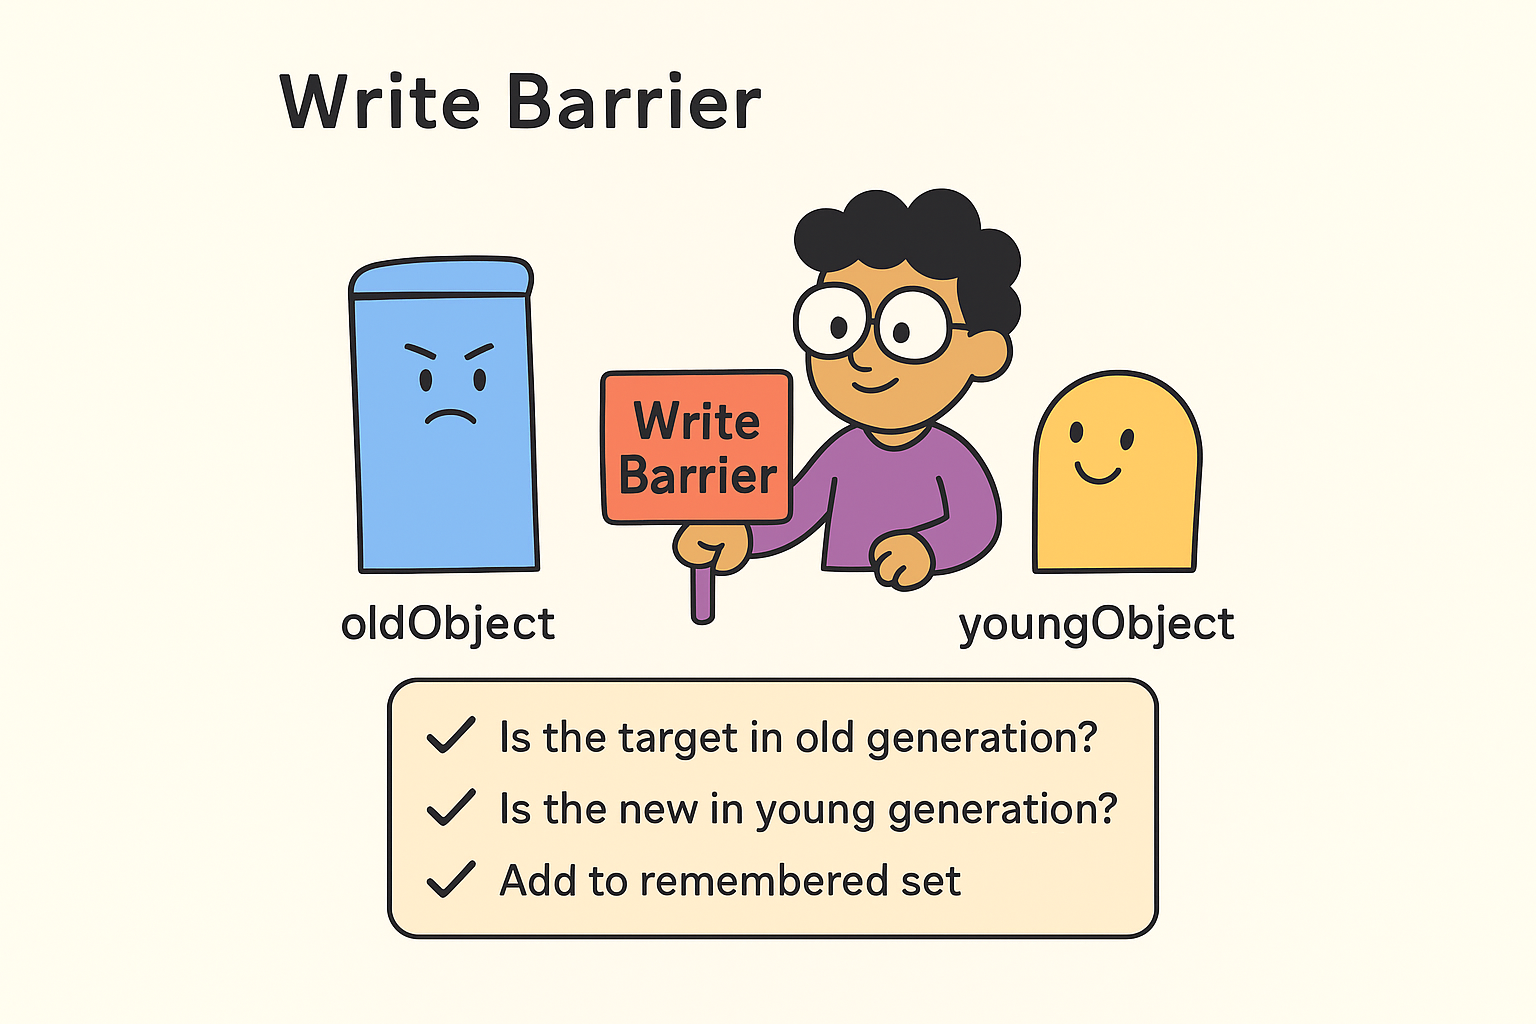 Write Barrier
Write
Barrier
oldObject
youngObject
Is the target in old generation?
Is the new in young generation?
Add to remembered set